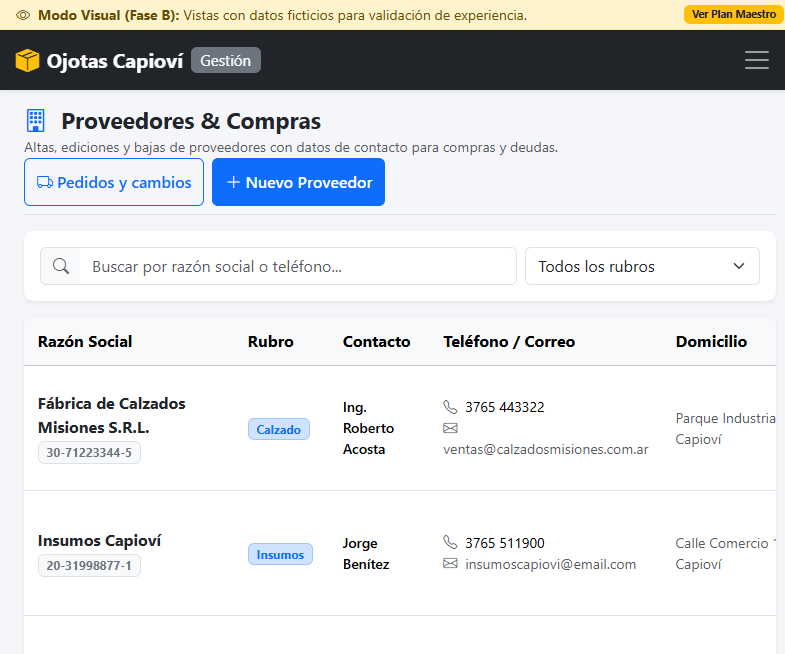 Modo Visual (Fase B): Vistas con datos ficticios para validación de experiencia.
Ver Plan Maestro
Ojotas Capioví
Gestión
Proveedores & Compras
Altas, ediciones y bajas de proveedores con datos de contacto para compras y deudas.
Pedidos y cambios
+ Nuevo Proveedor
Buscar por razón social o teléfono...
Todos los rubros
Razón Social
Rubro
Contacto
Teléfono / Correo
Domicilio
Fábrica de Calzados
Misiones S.R.L.
30-71223344-5
Calzado
Ing.
Roberto
Acosta
3765 443322
ventas@calzadosmisiones.com.ar
Parque Industria
Capioví
Insumos Capioví
20-31998877-1
Insumos
Jorge
Benítez
3765 511900
insumoscapiovi@email.com
Calle Comercio
Capioví